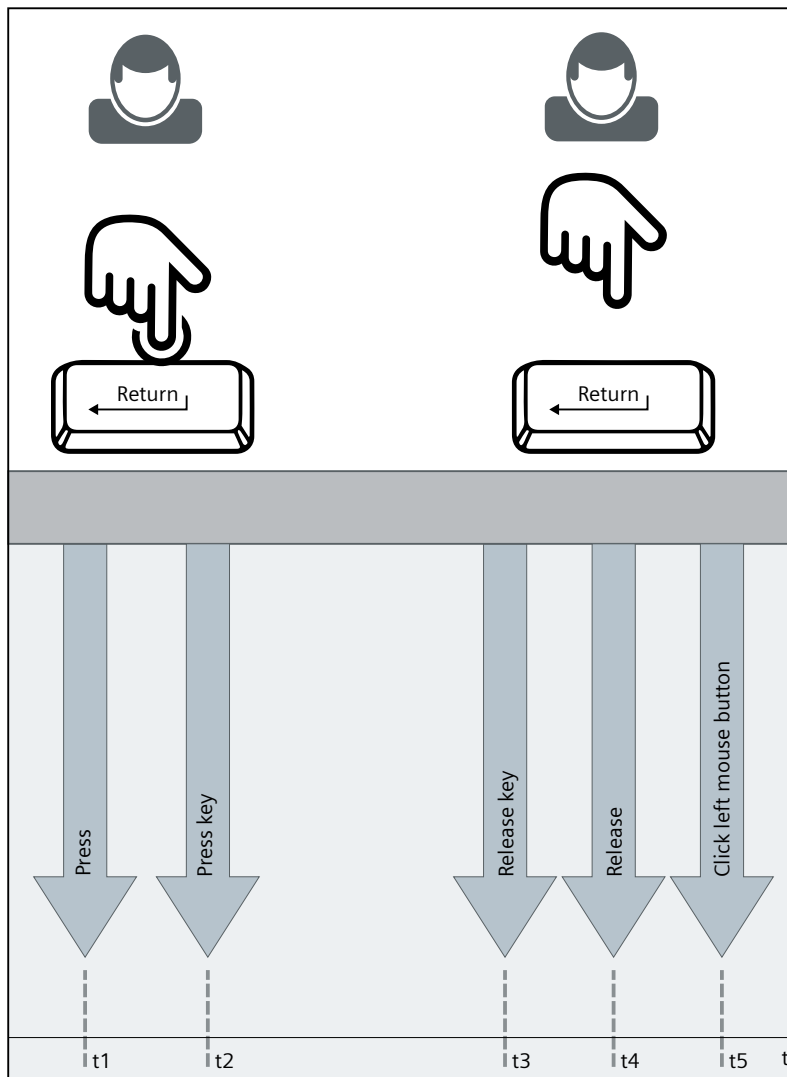 Return
Return
Press
Press key
Release key
Release
Click left mouse button
t1
t2
t3
t4
t5
t